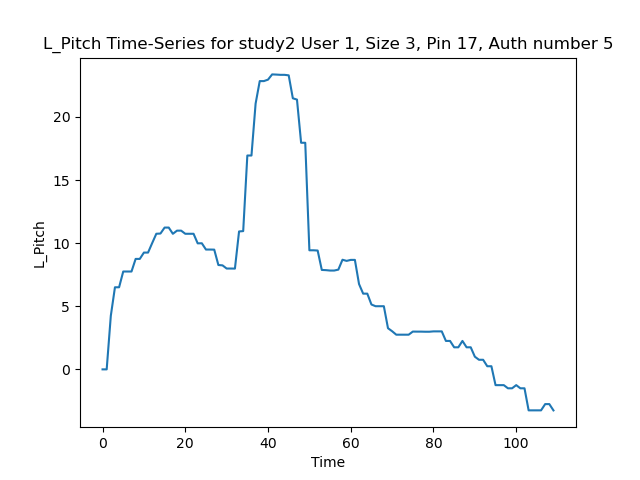 L_Pitch Time-Series for study2 User 1, Size 3, Pin 17, Auth number 5
20
15
10
5
0
L_Pitch
0 20 40 60 80 100
Time